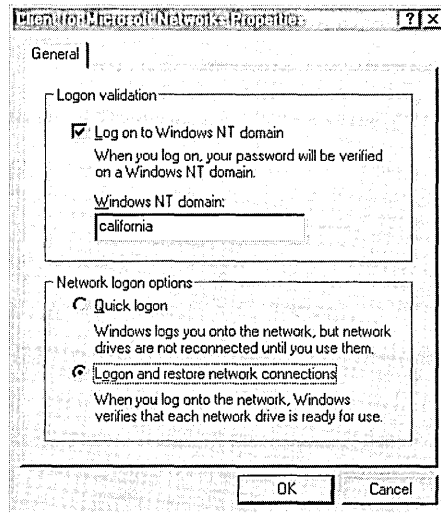 Client for Microsoft Networks Properties
? X
General
Logon validation
Log on to Windows NT domain
When you log on, your password will be verified
on a Windows NT domain.
Windows NT domain:
california
Network logon options
Quick logon
Windows logs you onto the network, but network
drives are not reconnected until you use them.
Logon and restore network connections
When you log onto the network, Windows
verifies that each network drive is ready for use.
OK
Cancel